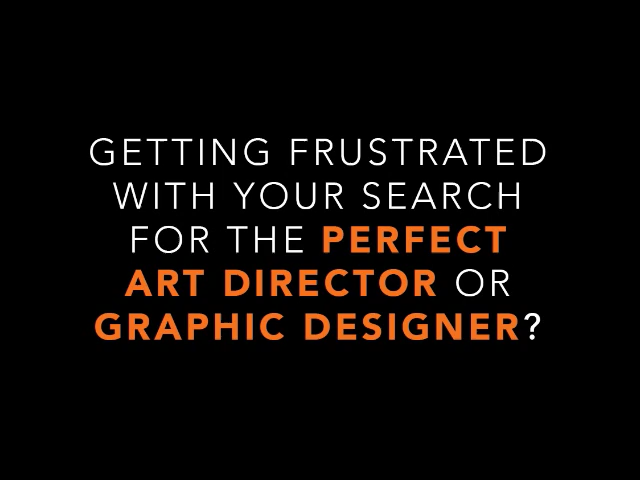 GETTING FRUSTRATED
WITH YOUR SEARCH
FOR THE PERFECT
ART DIRECTOR OR
GRAPHIC DESIGNER?